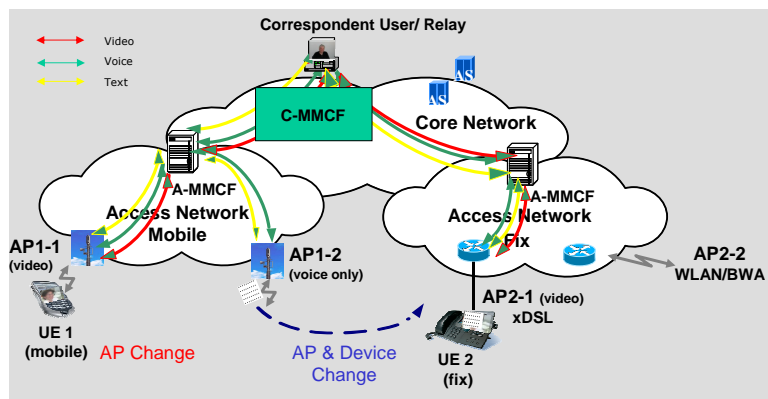 Correspondent User/ Relay
Video
Voice
Text
AS
AS
C-MMCF
Core Network
A-MMCF
Access Network
Mobile
A-MMCF
Access Network
Fix
AP1-1
(video)
AP1-2
(voice only)
AP2-2
WLAN/BWA
AP2-1 (video)
xDSL
UE 1
(mobile)
AP Change
AP & Device
Change
UE 2
(fix)